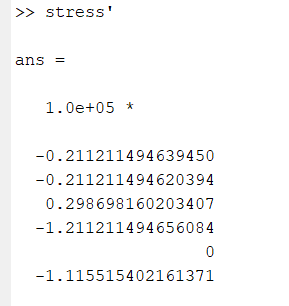 >> stress'
ans =
1.0e+05 *
-0.211211494639450
-0.211211494620394
0.298698160203407
-1.211211494656084
0
-1.115515402161371